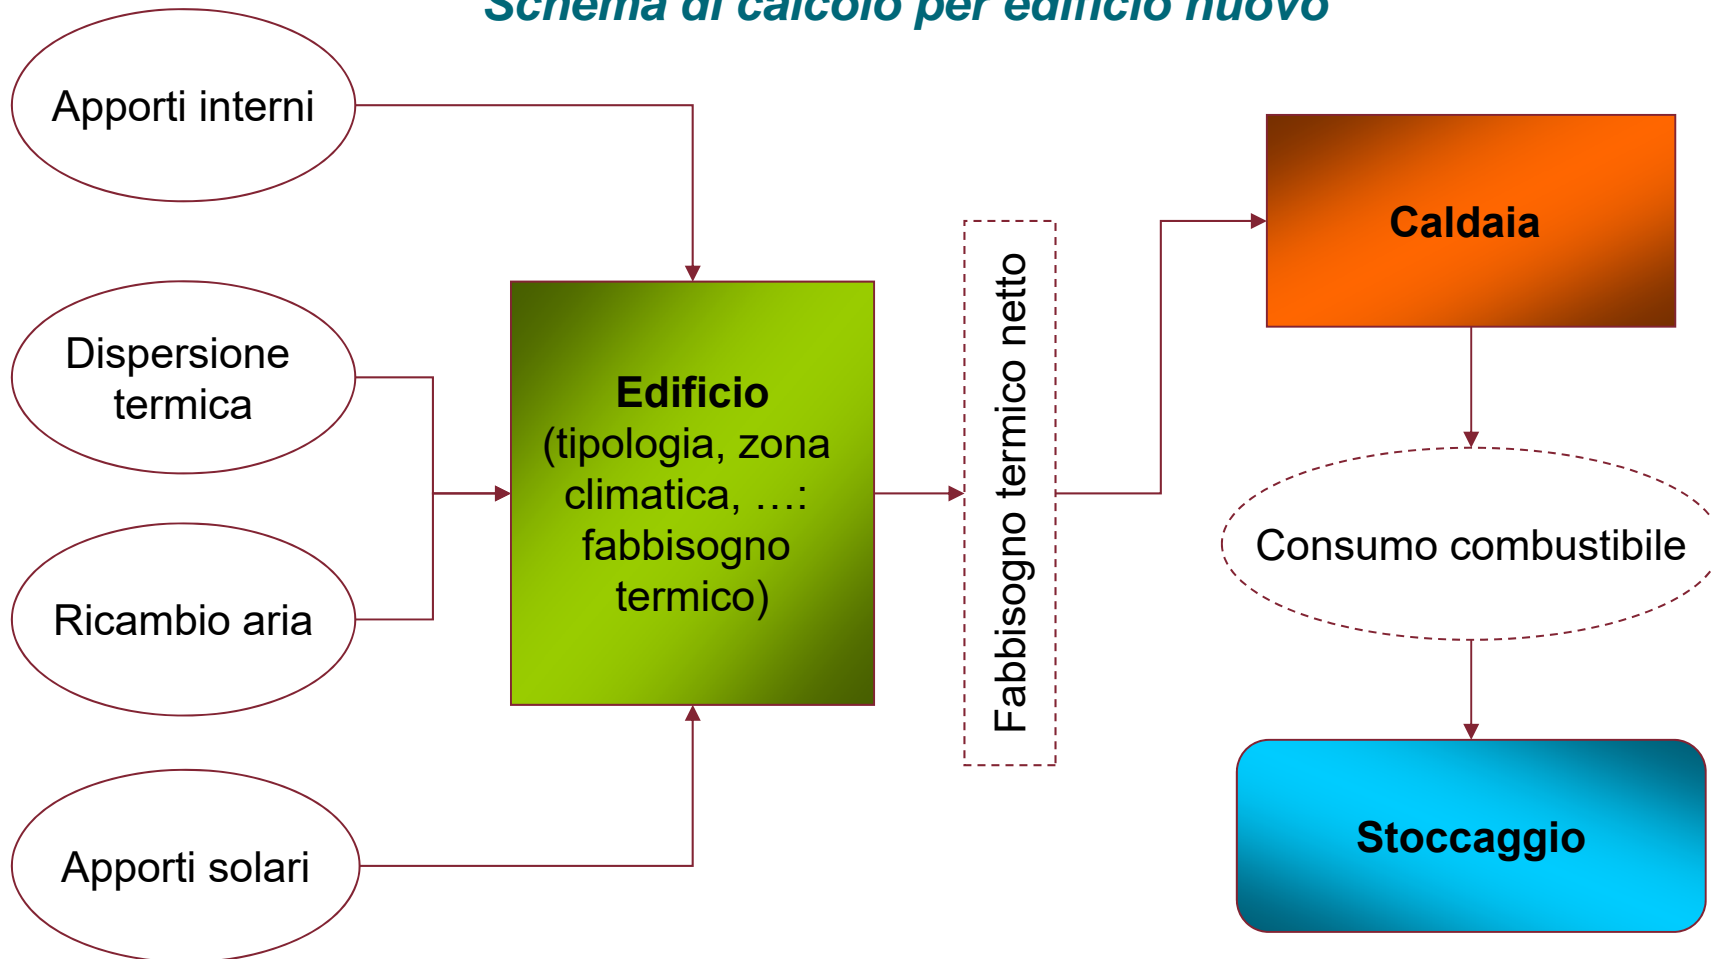 Schema di calcolo per edificio nuovo
Apporti interni
Dispersione
termica
Ricambio aria
Apporti solari
Edificio
(tipologia, zona
climatica, …:
fabbisogno
termico)
Fabbisogno termico netto
Caldaia
Consumo combustibile
Stoccaggio